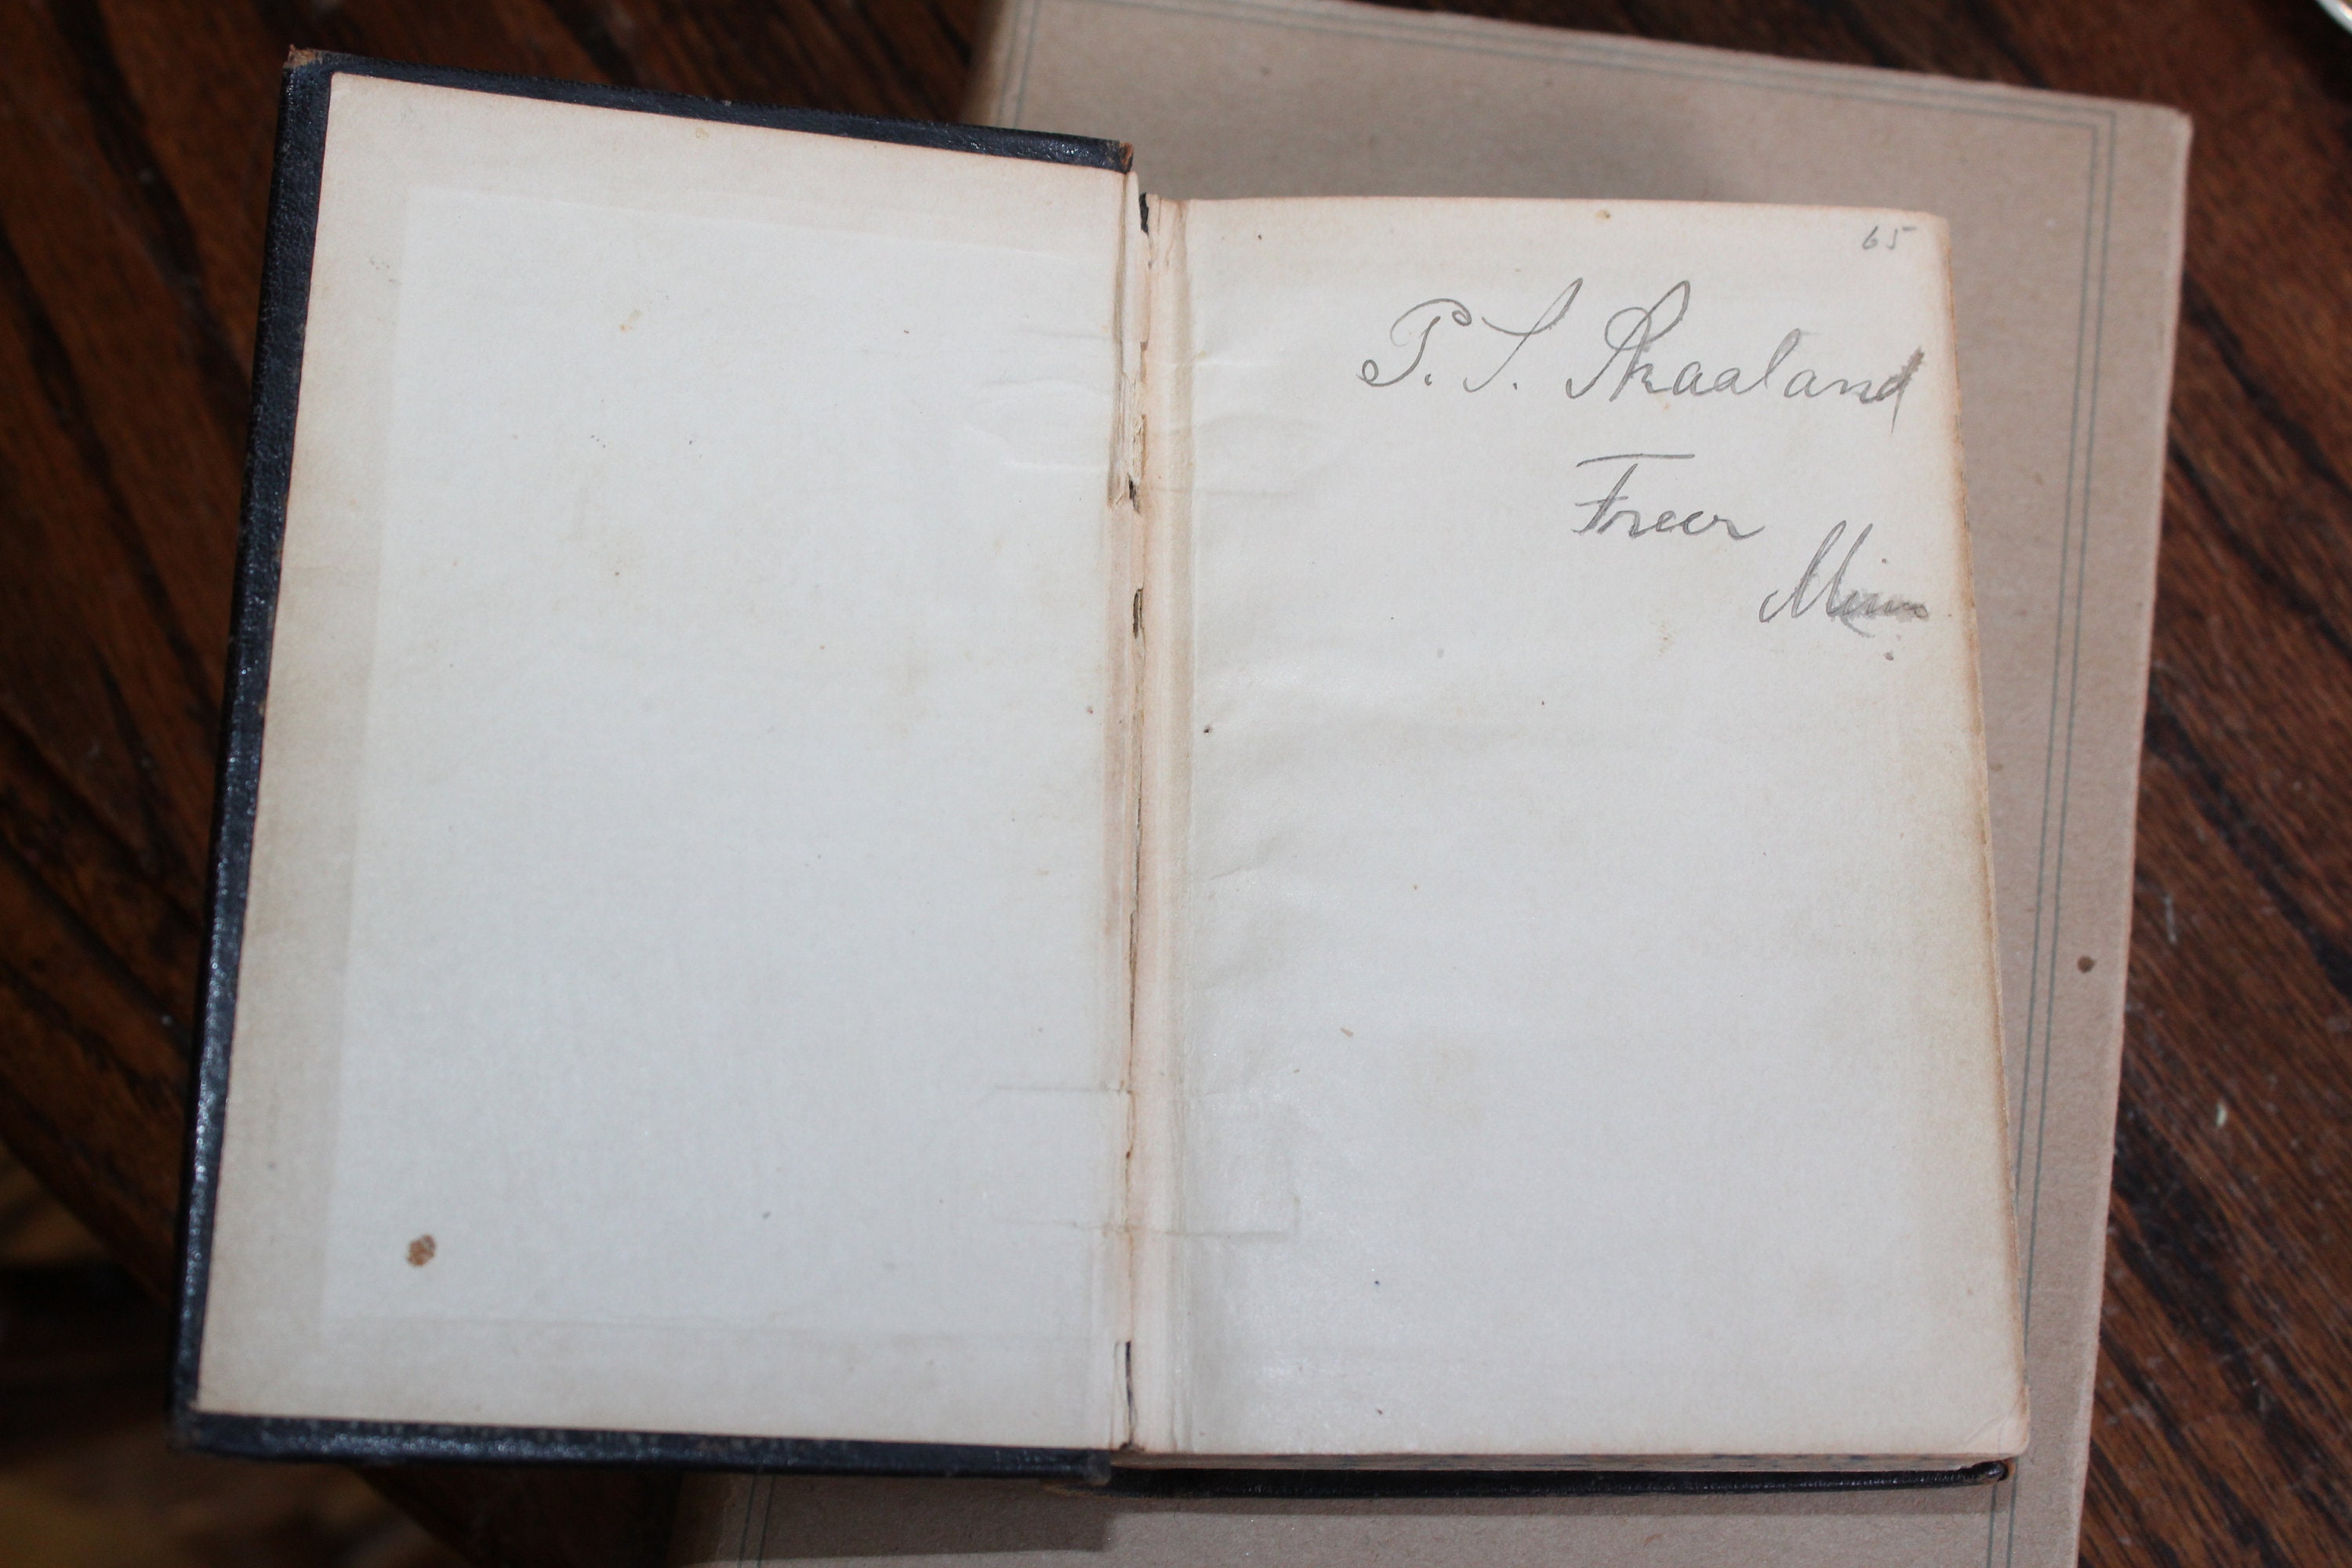 65
P. S. Skaaland
Freer
Minn